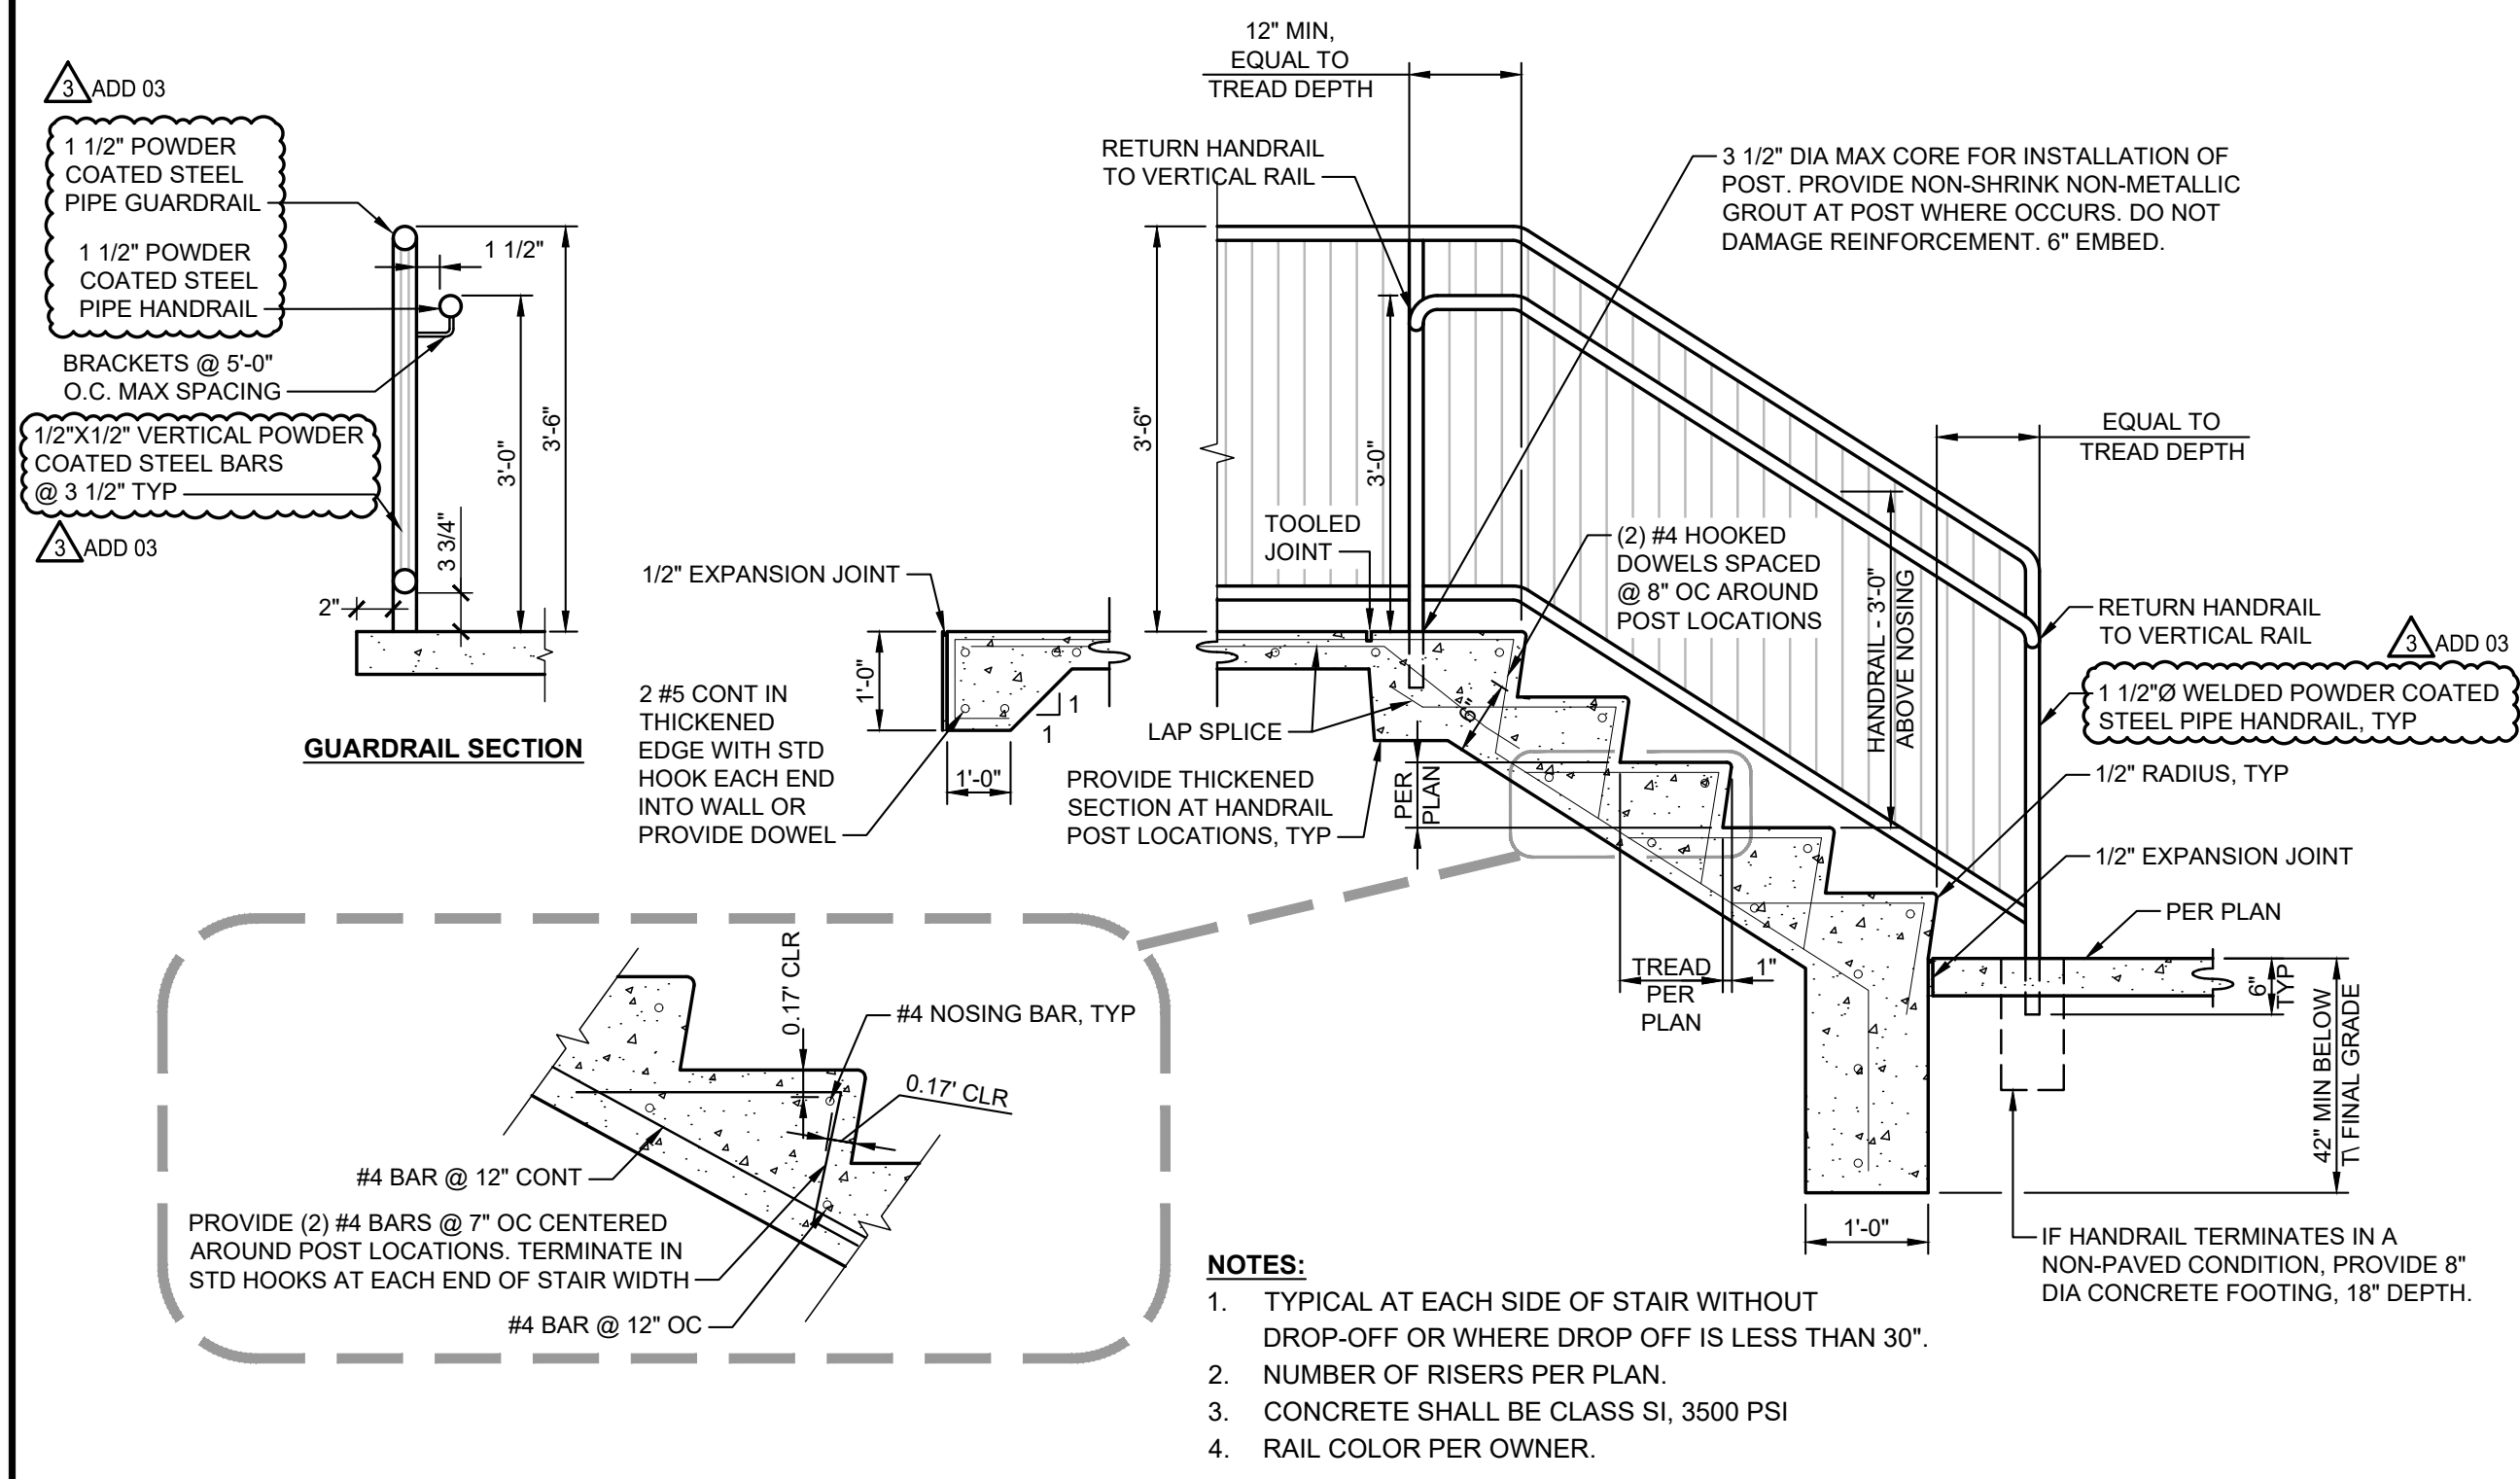 3 ADD 03
1 1/2" POWDER
COATED STEEL
PIPE GUARDRAIL
1 1/2" POWDER
COATED STEEL
PIPE HANDRAIL
BRACKETS @ 5'-0"
O.C. MAX SPACING
1/2"X1/2" VERTICAL POWDER
COATED STEEL BARS
@ 3 1/2" TYP
3 ADD 03
1 1/2"
3'-0"
3'-6"
3 3/4"
2"
GUARDRAIL SECTION
1/2" EXPANSION JOINT
1'-0"
2 #5 CONT IN
THICKENED
EDGE WITH STD
HOOK EACH END
INTO WALL OR
PROVIDE DOWEL
1
1
1'-0"
12" MIN,
EQUAL TO
TREAD DEPTH
RETURN HANDRAIL
TO VERTICAL RAIL
3 1/2" DIA MAX CORE FOR INSTALLATION OF
POST. PROVIDE NON-SHRINK NON-METALLIC
GROUT AT POST WHERE OCCURS. DO NOT
DAMAGE REINFORCEMENT. 6" EMBED.
3'-6"
3'-0"
TOOLED
JOINT
(2) #4 HOOKED
DOWELS SPACED
@ 8" OC AROUND
POST LOCATIONS
HANDRAIL - 3'-0"
ABOVE NOSING
EQUAL TO
TREAD DEPTH
RETURN HANDRAIL
TO VERTICAL RAIL
3 ADD 03
1 1/2"Ø WELDED POWDER COATED
STEEL PIPE HANDRAIL, TYP
1/2" RADIUS, TYP
1/2" EXPANSION JOINT
PER PLAN
LAP SPLICE
6"
PROVIDE THICKENED
SECTION AT HANDRAIL
POST LOCATIONS, TYP
PER
PLAN
TREAD
PER
PLAN
1"
6"
TYP
42" MIN BELOW
T\ FINAL GRADE
1'-0"
IF HANDRAIL TERMINATES IN A
NON-PAVED CONDITION, PROVIDE 8"
DIA CONCRETE FOOTING, 18" DEPTH.
0.17' CLR
#4 NOSING BAR, TYP
0.17' CLR
#4 BAR @ 12" CONT
PROVIDE (2) #4 BARS @ 7" OC CENTERED
AROUND POST LOCATIONS. TERMINATE IN
STD HOOKS AT EACH END OF STAIR WIDTH
#4 BAR @ 12" OC
NOTES:
1. TYPICAL AT EACH SIDE OF STAIR WITHOUT
DROP-OFF OR WHERE DROP OFF IS LESS THAN 30".
2. NUMBER OF RISERS PER PLAN.
3. CONCRETE SHALL BE CLASS SI, 3500 PSI
4. RAIL COLOR PER OWNER.